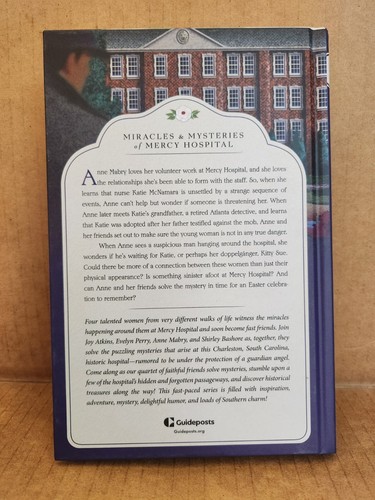 MIRACLES & MYSTERIES
of MERCY HOSPITAL
Anne Mabry loves her volunteer work at Mercy Hospital, and she loves
the relationships she's been able to form with the staff. So, when she
learns that nurse Katie McNamara is unsettled by a strange sequence of
events, Anne can't help but wonder if someone is threatening her. When
Anne later meets Katie's grandfather, a retired Atlanta detective, and learns
that Katie was adopted after her father testified against the mob, Anne and
her friends set out to make sure the young woman is not in any true danger.
When Anne sees a suspicious man hanging around the hospital, she
wonders if he's waiting for Katie, or perhaps her doppelgänger, Kitty Sue.
Could there be more of a connection between these women than just their
physical appearance? Is something sinister afoot at Mercy Hospital? And
can Anne and her friends solve the mystery in time for an Easter celebra-
tion to remember?
Four talented women from very different walks of life witness the miracles
happening around them at Mercy Hospital and soon become fast friends. Join
Joy Atkins, Evelyn Perry, Anne Mabry, and Shirley Bashore as, together, they
solve the puzzling mysteries that arise at this Charleston, South Carolina,
historic hospital—rumored to be under the protection of a guardian angel.
Come along as our quartet of faithful friends solve mysteries, stumble upon a
few of the hospital's hidden and forgotten passageways, and discover historical
treasures along the way! This fast-paced series is filled with inspiration,
adventure, mystery, delightful humor, and loads of Southern charm!
Guideposts
Guideposts.org